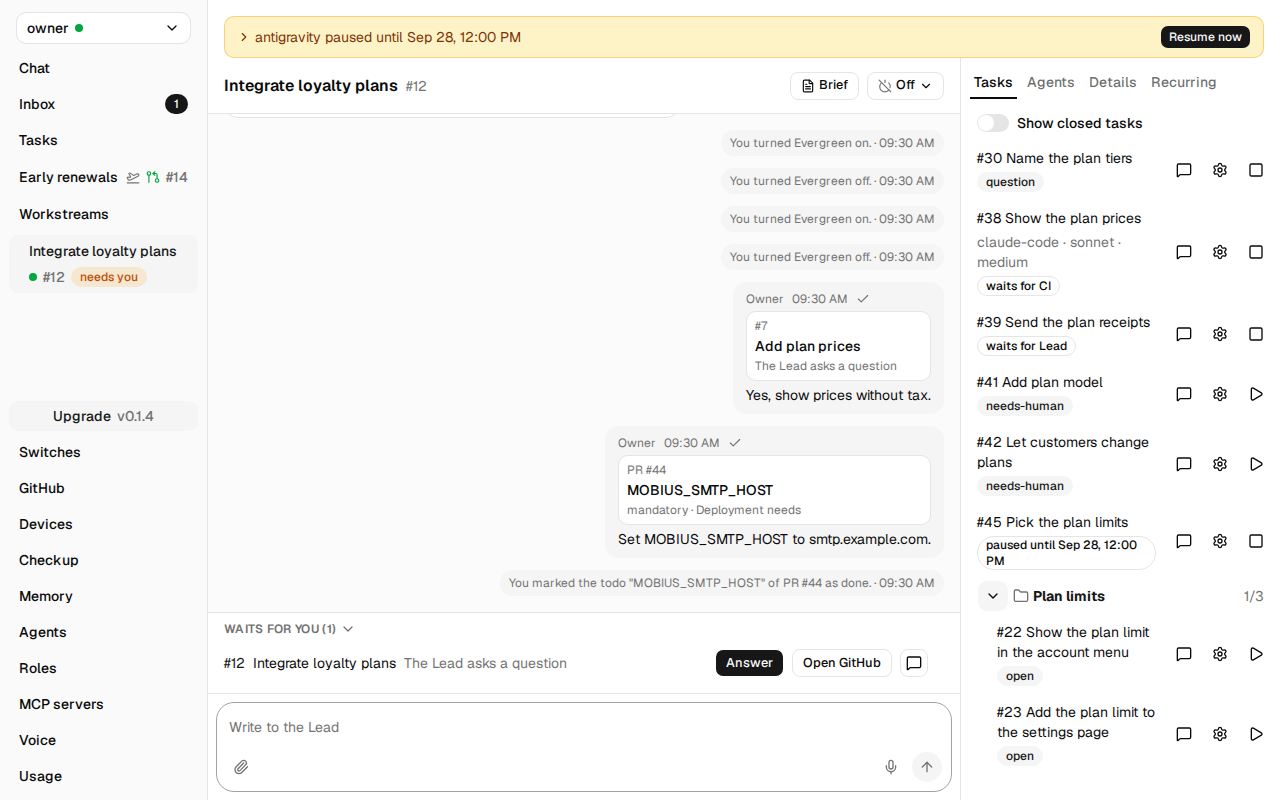 owner
Chat
Inbox 1
Tasks
Early renewals #14
Workstreams
Integrate loyalty plans
#12 needs you
Upgrade v0.1.4
Switches
GitHub
Devices
Checkup
Memory
Agents
Roles
MCP servers
Voice
Usage
antigravity paused until Sep 28, 12:00 PM
Resume now
Integrate loyalty plans #12
Brief
Off
You turned Evergreen on. · 09:30 AM
You turned Evergreen off. · 09:30 AM
You turned Evergreen on. · 09:30 AM
You turned Evergreen off. · 09:30 AM
Owner 09:30 AM
#7
Add plan prices
The Lead asks a question
Yes, show prices without tax.
Owner 09:30 AM
PR #44
MOBIUS_SMTP_HOST
mandatory · Deployment needs
Set MOBIUS_SMTP_HOST to smtp.example.com.
You marked the todo "MOBIUS_SMTP_HOST" of PR #44 as done. · 09:30 AM
WAITS FOR YOU (1)
#12 Integrate loyalty plans The Lead asks a question
Answer
Open GitHub
Write to the Lead
Tasks Agents Details Recurring
Show closed tasks
#30 Name the plan tiers
question
#38 Show the plan prices
claude-code · sonnet ·
medium
waits for CI
#39 Send the plan receipts
waits for Lead
#41 Add plan model
needs-human
#42 Let customers change
plans
needs-human
#45 Pick the plan limits
paused until Sep 28, 12:00
PM
Plan limits 1/3
#22 Show the plan limit
in the account menu
open
#23 Add the plan limit to
the settings page
open